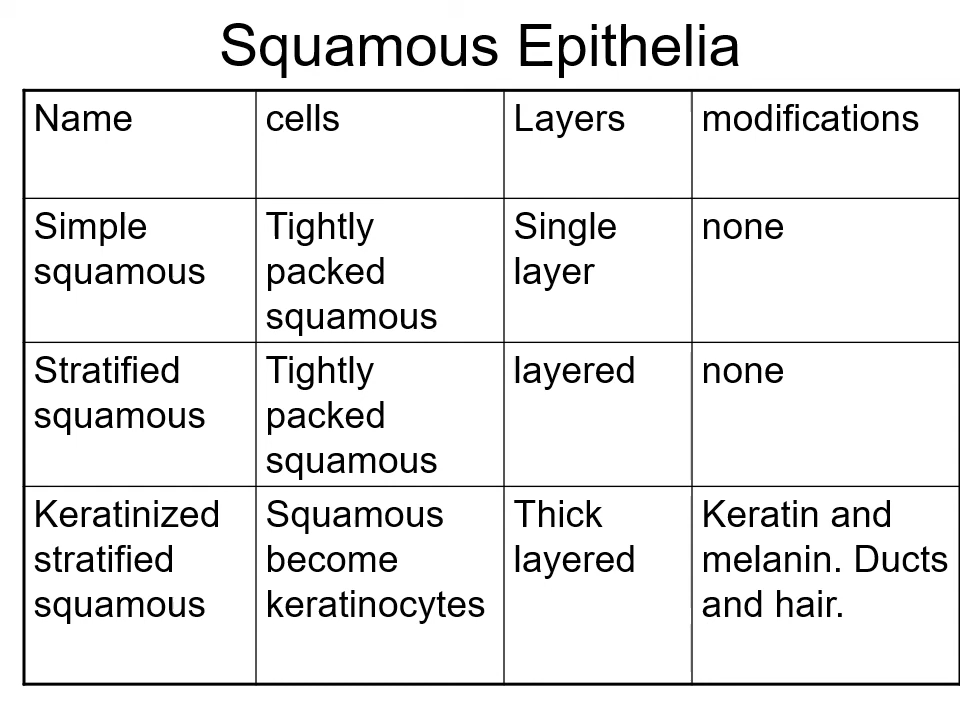 Squamous Epithelia
Name cells Layers modifications
Simple Tightly Single none
squamous packed layer
squamous
Stratified Tightly layered none
squamous packed
squamous
Keratinized Squamous Thick Keratin and
stratified become layered melanin. Ducts
squamous keratinocytes and hair.